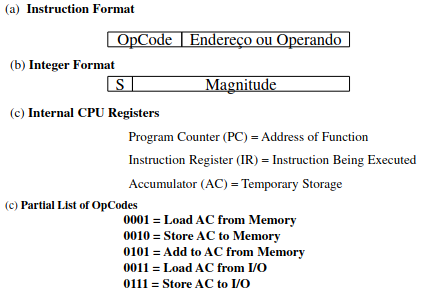 (a) Instruction Format
OpCode Endereço ou Operando
(b) Integer Format
S Magnitude
(c) Internal CPU Registers
Program Counter (PC) = Address of Function
Instruction Register (IR) = Instruction Being Executed
Accumulator (AC) = Temporary Storage
(c) Partial List of OpCodes
0001 = Load AC from Memory
0010 = Store AC to Memory
0101 = Add to AC from Memory
0011 = Load AC from I/O
0111 = Store AC to I/O